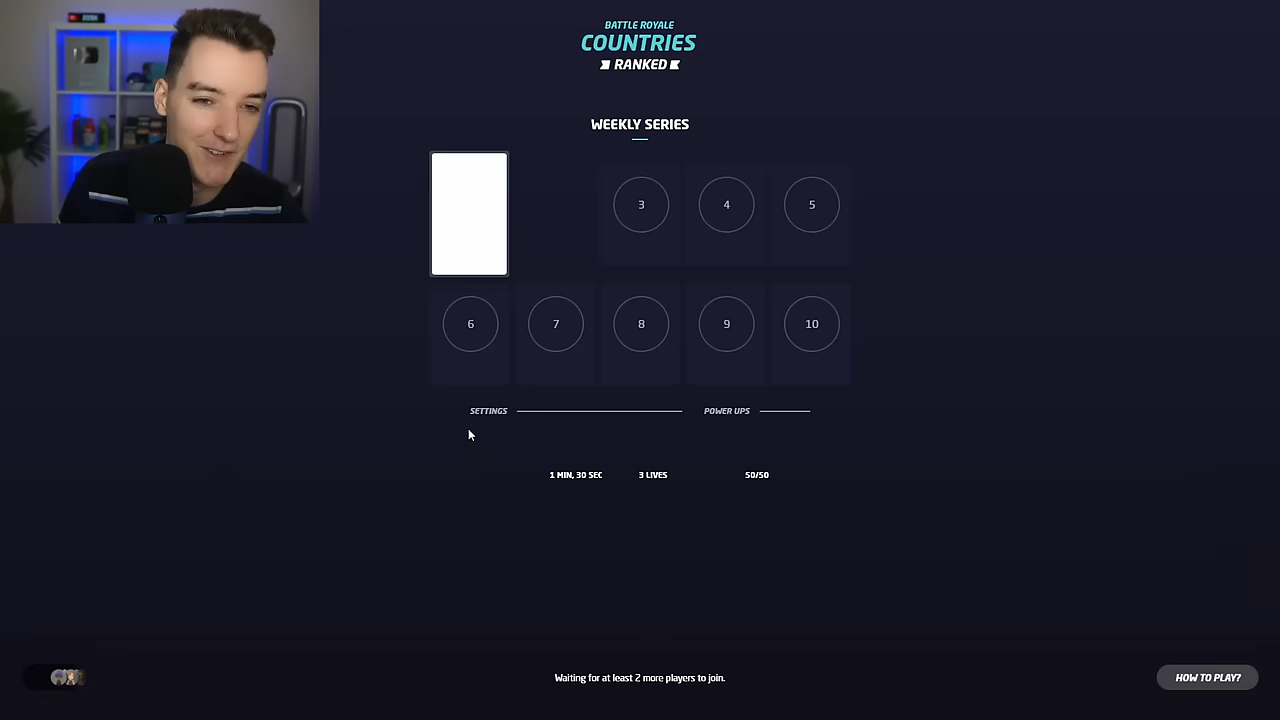 BATTLE ROYALE
COUNTRIES
RANKED
WEEKLY SERIES
3 4 5
6 7 8 9 10
SETTINGS POWER UPS
1 MIN, 30 SEC 3 LIVES 50/50
Waiting for at least 2 more players to join.
HOW TO PLAY?